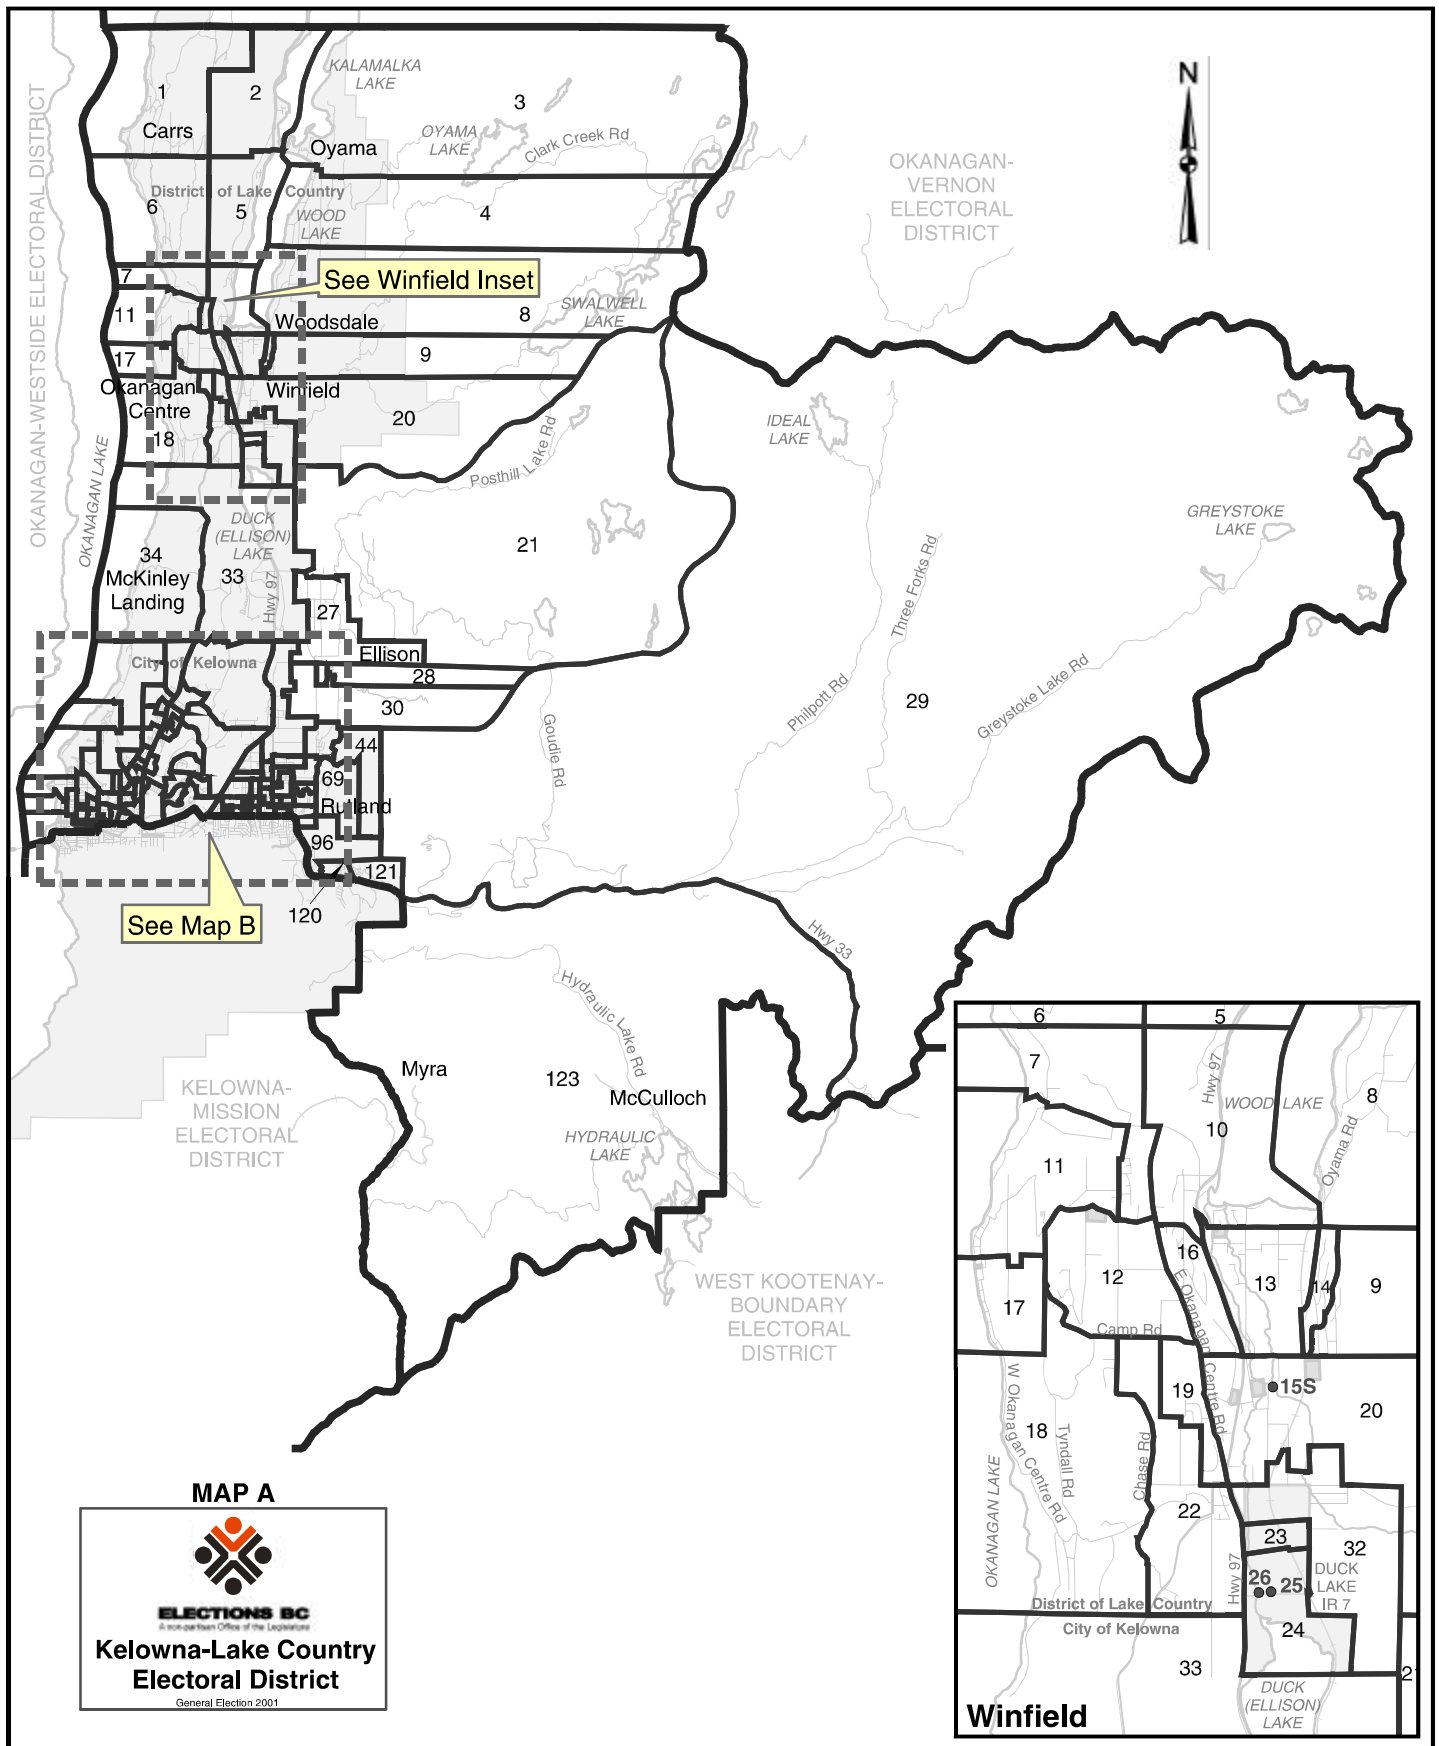 N
KALAMALKA
LAKE
1
2
3
Carrs
OYAMA
LAKE
Clark Creek Rd
Oyama
OKANAGAN-WESTSIDE ELECTORAL DISTRICT
OKANAGAN-
VERNON
ELECTORAL
DISTRICT
District of Lake Country
6
5
4
WOOD
LAKE
7
See Winfield Inset
11
8
SWALWELL
LAKE
Woodsdale
17
9
Okanagan
Centre
Winfield
20
18
IDEAL
LAKE
Posthill Lake Rd
OKANAGAN LAKE
DUCK
(ELLISON)
LAKE
GREYSTOKE
LAKE
34
McKinley
Landing
33
Hwy 97
21
Three Forks Rd
27
Ellison
City of Kelowna
28
30
29
Philpott Rd
Greystoke Lake Rd
Goudie Rd
44
69
Rutland
96
121
120
See Map B
Hwy 33
Hydraulic Lake Rd
Myra
123
McCulloch
KELOWNA-
MISSION
ELECTORAL
DISTRICT
HYDRAULIC
LAKE
WEST KOOTENAY-
BOUNDARY
ELECTORAL
DISTRICT
6
5
7
Hwy 97
WOOD LAKE
8
10
Oyama Rd
11
16
12
13
14
9
17
E Okanagan Centre Rd
Camp Rd
W Okanagan Centre Rd
19
15S
20
18
Tyndall Rd
Chase Rd
OKANAGAN LAKE
22
23
32
Hwy 97
26
25
DUCK
LAKE
IR 7
District of Lake Country
City of Kelowna
24
33
21
DUCK
(ELLISON)
LAKE
Winfield
MAP A
ELECTIONS BC
A non-partisan Office of the Legislature
Kelowna-Lake Country
Electoral District
General Election 2001